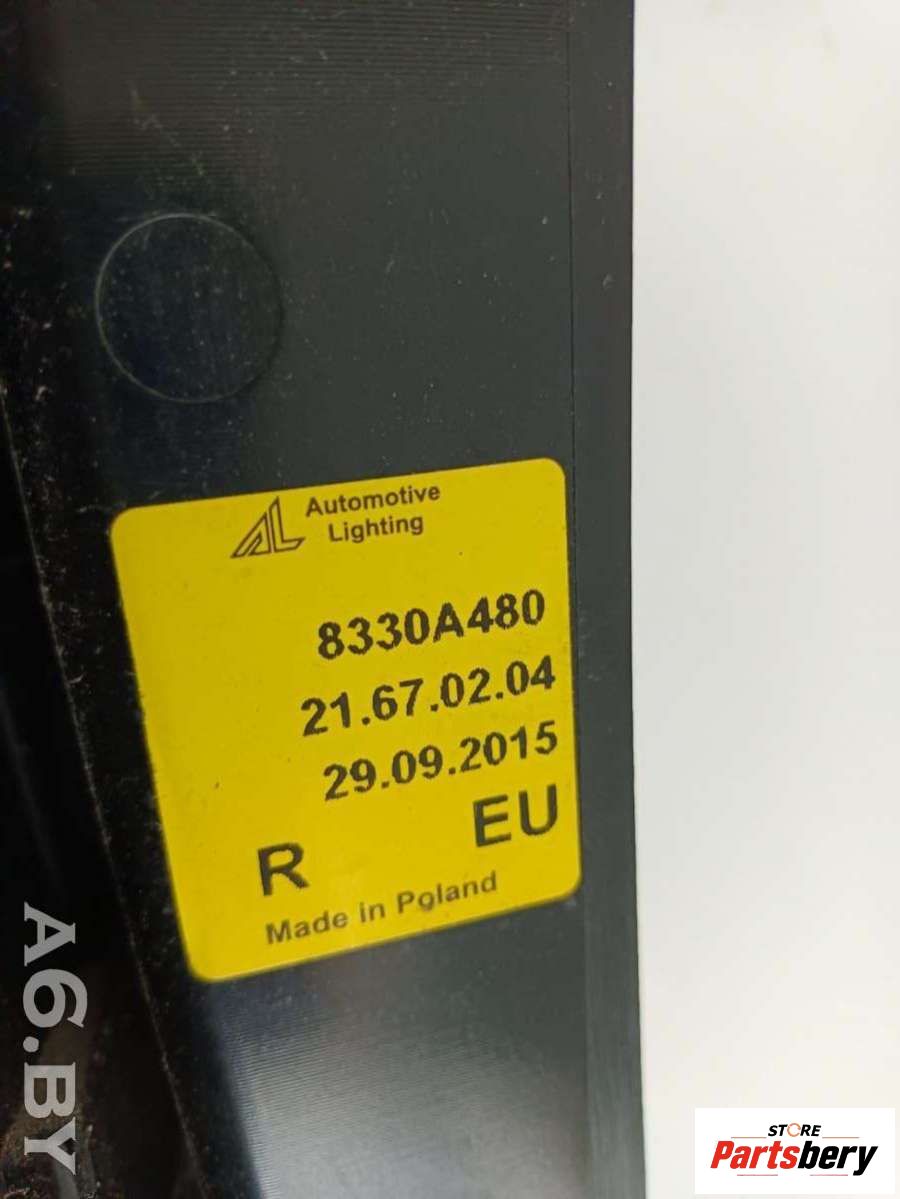 Automotive
Lighting
8330A480
21.67.02.04
29.09.2015
R EU
Made in Poland
A6.BY
STORE
Partsbery